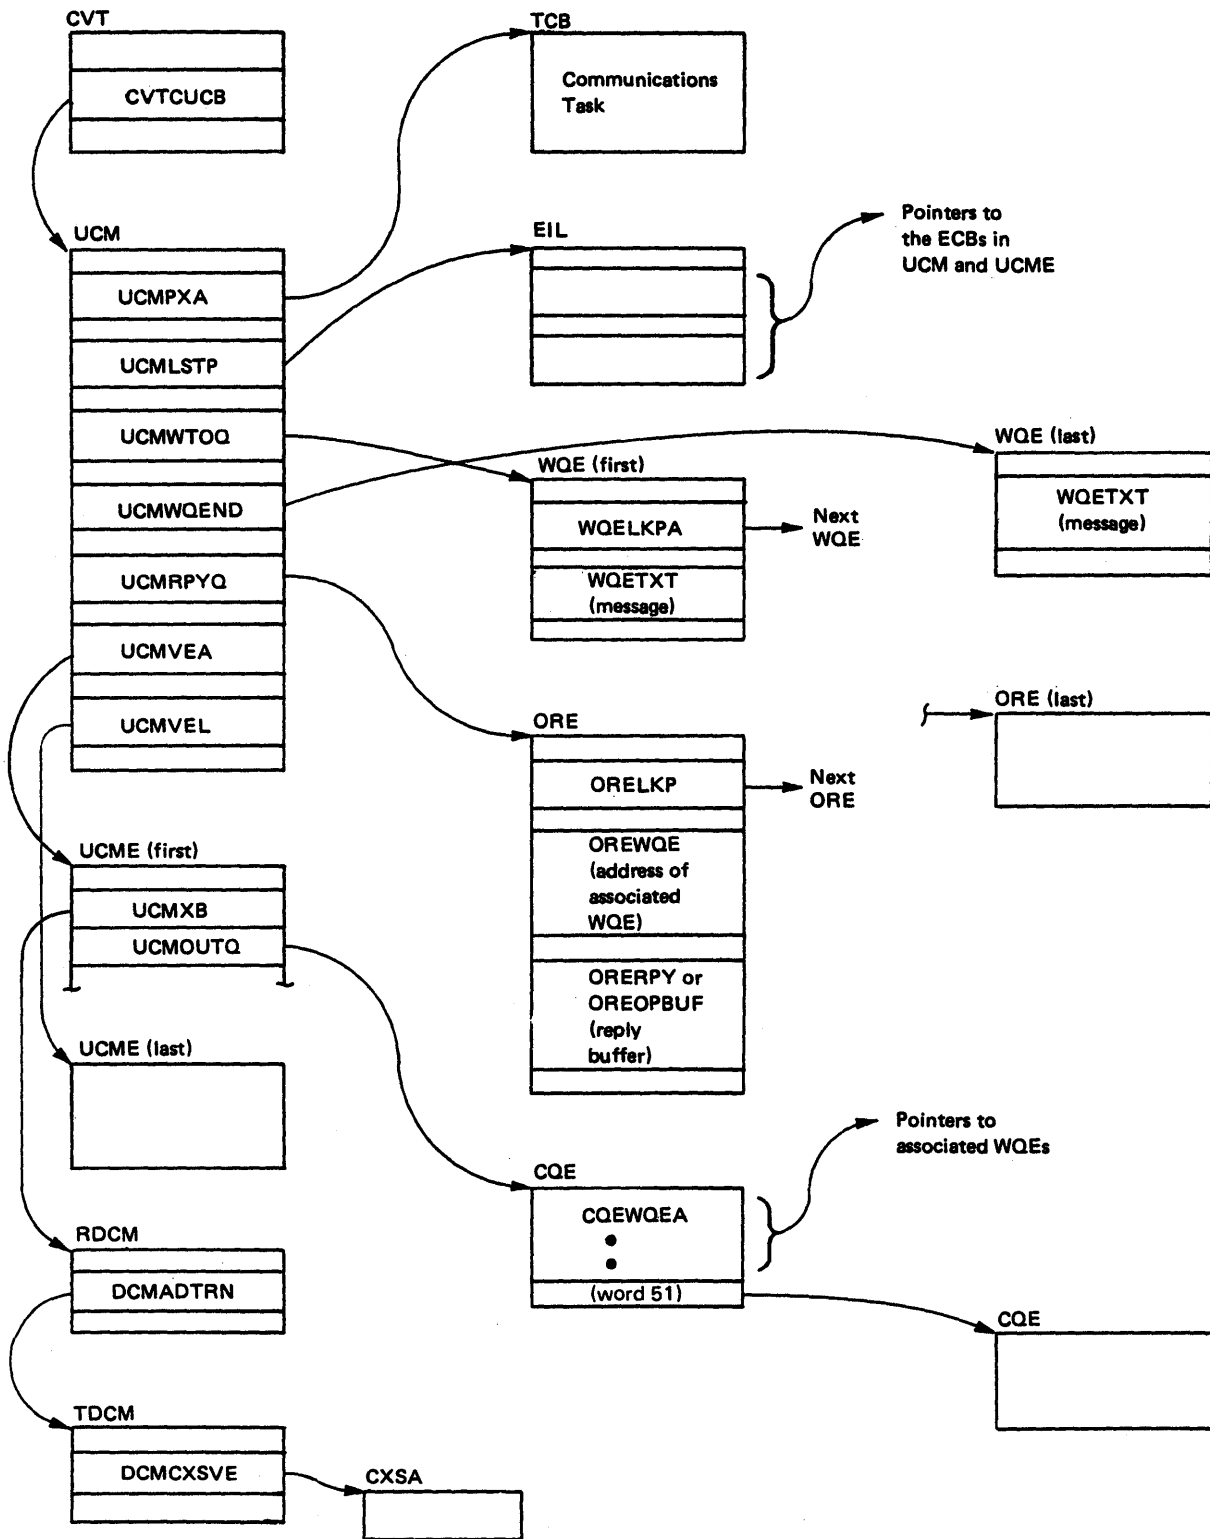 CVT
CVTCUCB
TCB
Communications
Task
UCM
UCMPXA
UCMLSTP
UCMWTOQ
UCMWQEND
UCMRPYQ
UCMVEA
UCMVEL
EIL
Pointers to
the ECBs in
UCM and UCME
WQE (first)
WQELKPA
WQETXT
(message)
Next
WQE
WQE (last)
WQETXT
(message)
ORE
ORELKP
OREWQE
(address of
associated
WQE)
ORERPY or
OREOPBUF
(reply
buffer)
Next
ORE
ORE (last)
UCME (first)
UCMXB
UCMOUTQ
UCME (last)
CQE
CQEWQEA
(word 51)
Pointers to
associated WQEs
CQE
RDCM
DCMADTRN
TDCM
DCMCXSVE
CXSA